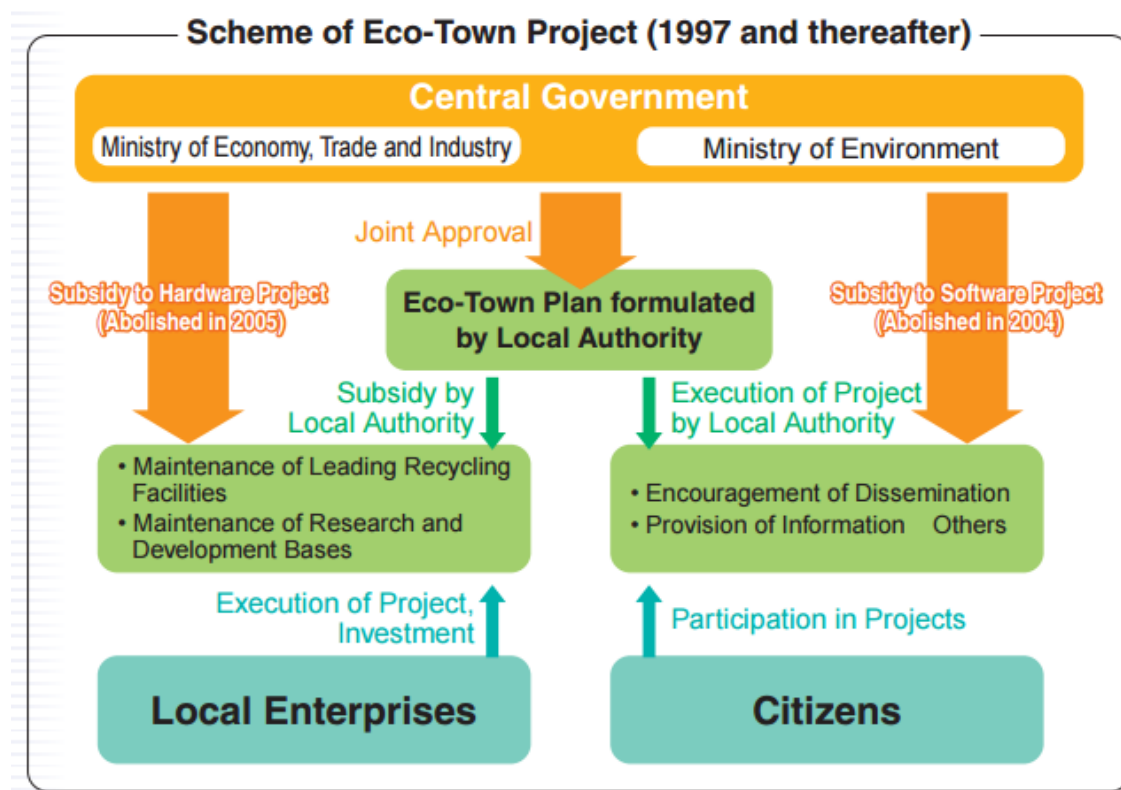 Scheme of Eco-Town Project (1997 and thereafter)
Central Government
Ministry of Economy, Trade and Industry
Ministry of Environment
Joint Approval
Subsidy to Hardware Project
(Abolished in 2005)
Eco-Town Plan formulated
by Local Authority
Subsidy to Software Project
(Abolished in 2004)
Subsidy by
Local Authority
Execution of Project
by Local Authority
• Maintenance of Leading Recycling
Facilities
• Maintenance of Research and
Development Bases
• Encouragement of Dissemination
• Provision of Information Others
Execution of Project,
Investment
Participation in Projects
Local Enterprises
Citizens